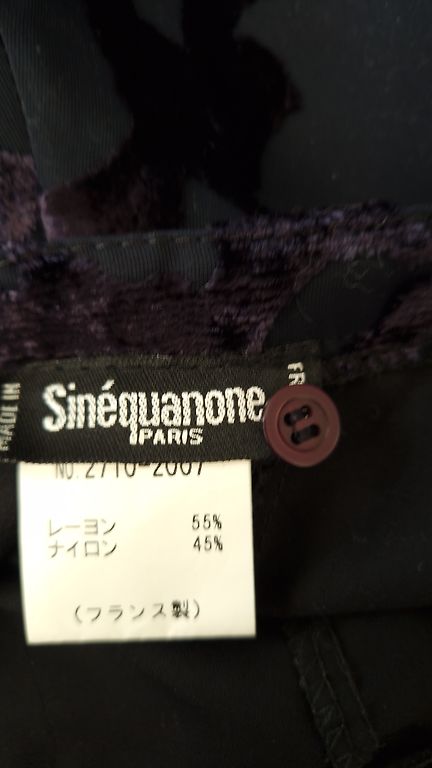 MADE IN
Sinéquanone
PARIS
FR
NO. 2710-2007
レーヨン 55%
ナイロン 45%
(フランス製)